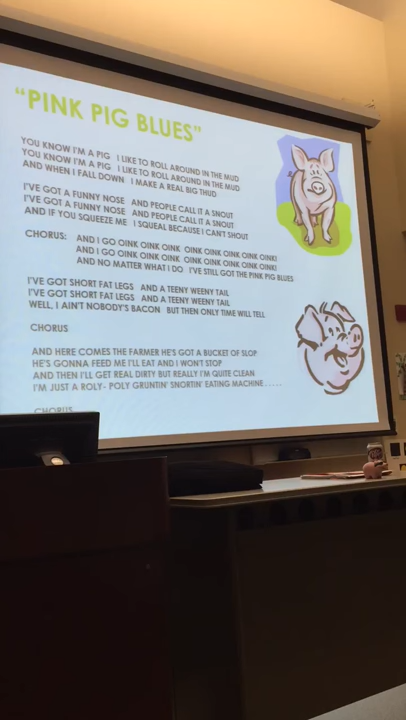 "PINK PIG BLUES"
YOU KNOW I'M A PIG I LIKE TO ROLL AROUND IN THE MUD
YOU KNOW I'M A PIG I LIKE TO ROLL AROUND IN THE MUD
AND WHEN I FALL DOWN I MAKE A REAL BIG THUD
I'VE GOT A FUNNY NOSE AND PEOPLE CALL IT A SNOUT
I'VE GOT A FUNNY NOSE AND PEOPLE CALL IT A SNOUT
AND IF YOU SQUEEZE ME I SQUEAL BECAUSE I CAN'T SHOUT
CHORUS: AND I GO OINK OINK OINK OINK OINK OINK OINK OINK!
AND I GO OINK OINK OINK OINK OINK OINK OINK OINK!
AND NO MATTER WHAT I DO I'VE STILL GOT THE PINK PIG BLUES
I'VE GOT SHORT FAT LEGS AND A TEENY WEENY TAIL
I'VE GOT SHORT FAT LEGS AND A TEENY WEENY TAIL
WELL, I AIN'T NOBODY'S BACON BUT THEN ONLY TIME WILL TELL
CHORUS
AND HERE COMES THE FARMER HE'S GOT A BUCKET OF SLOP
HE'S GONNA FEED ME I'LL EAT AND I WON'T STOP
AND THEN I'LL GET REAL DIRTY BUT REALLY I'M QUITE CLEAN
I'M JUST A ROLY- POLY GRUNTIN' SNORTIN' EATING MACHINE......
CHORUS